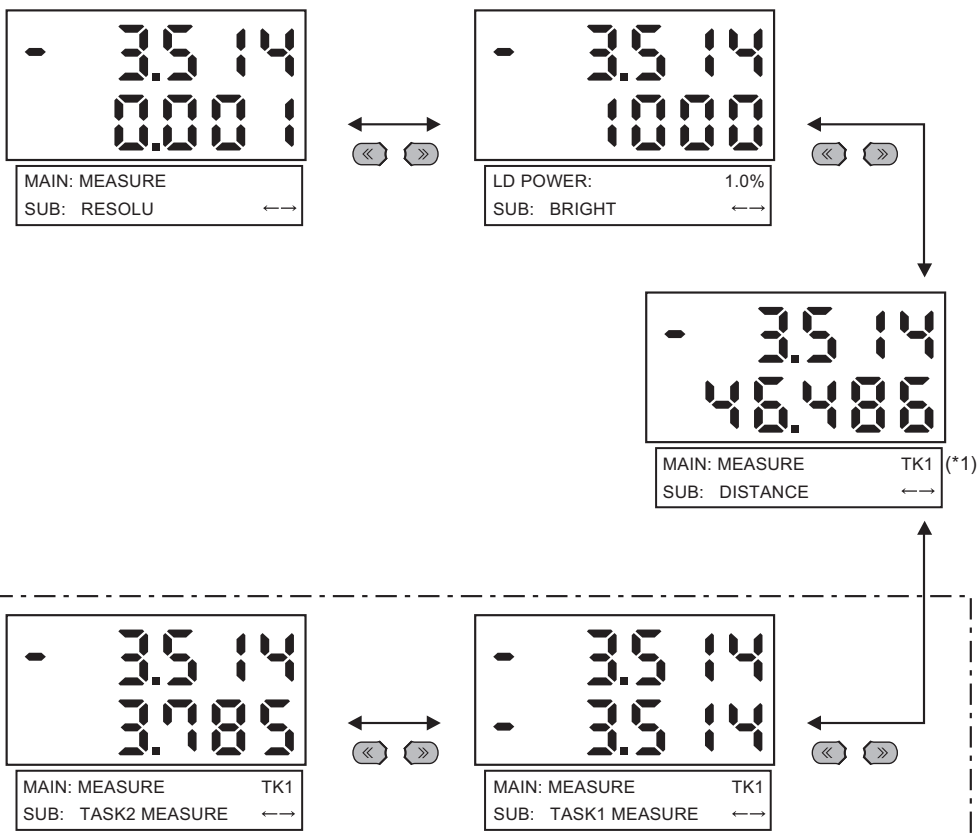 - 3.514
0.001
MAIN: MEASURE
SUB: RESOLU ←→
- 3.514
1000
LD POWER: 1.0%
SUB: BRIGHT ←→
- 3.514
46.486
MAIN: MEASURE TK1 (*1)
SUB: DISTANCE ←→
- 3.514
3.785
MAIN: MEASURE TK1
SUB: TASK2 MEASURE ←→
- 3.514
- 3.514
MAIN: MEASURE TK1
SUB: TASK1 MEASURE ←→